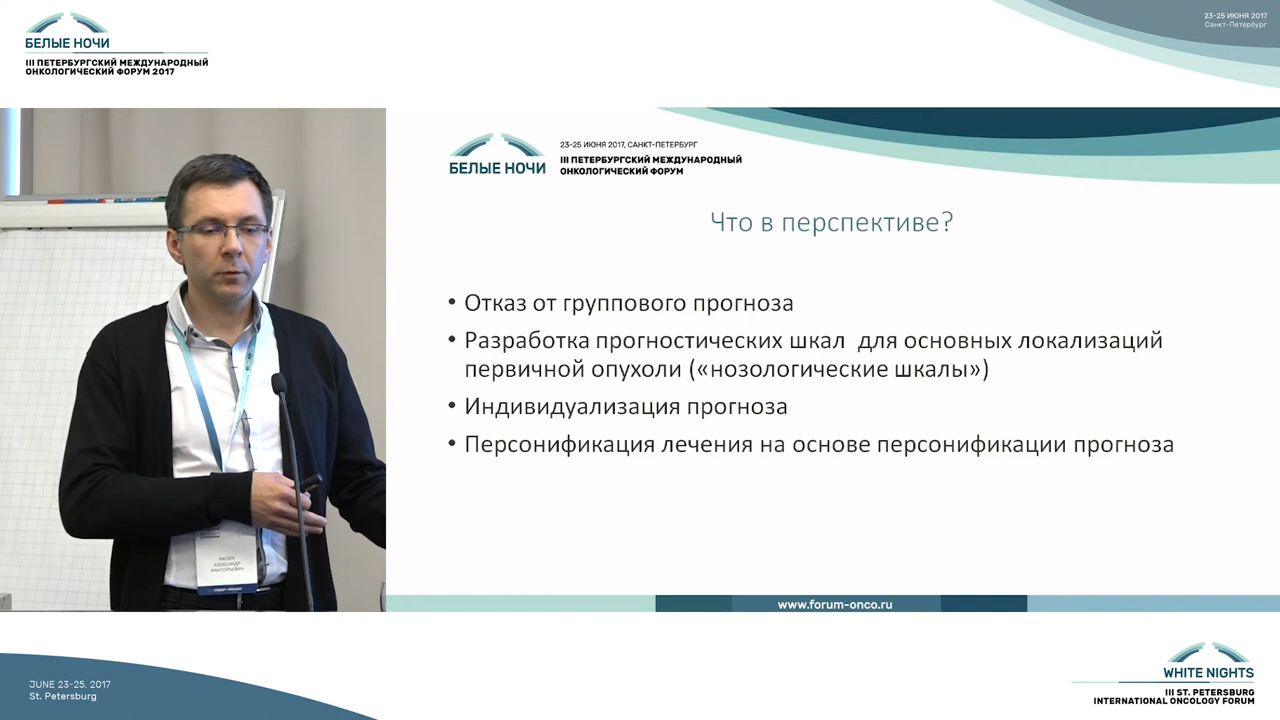 БЕЛЫЕ НОЧИ
III ПЕТЕРБУРГСКИЙ МЕЖДУНАРОДНЫЙ
ОНКОЛОГИЧЕСКИЙ ФОРУМ 2017
23-25 ИЮНЯ 2017
Санкт-Петербург
БЕЛЫЕ НОЧИ
23-25 ИЮНЯ 2017, САНКТ-ПЕТЕРБУРГ
III ПЕТЕРБУРГСКИЙ МЕЖДУНАРОДНЫЙ
ОНКОЛОГИЧЕСКИЙ ФОРУМ
Что в перспективе?
• Отказ от группового прогноза
• Разработка прогностических шкал для основных локализаций
первичной опухоли («нозологические шкалы»)
• Индивидуализация прогноза
• Персонификация лечения на основе персонификации прогноза
АЛЕКСАНДР
АНАТОЛЬЕВИЧ
www.forum-onco.ru
JUNE 23-25, 2017
St. Petersburg
WHITE NIGHTS
III ST. PETERSBURG
INTERNATIONAL ONCOLOGY FORUM